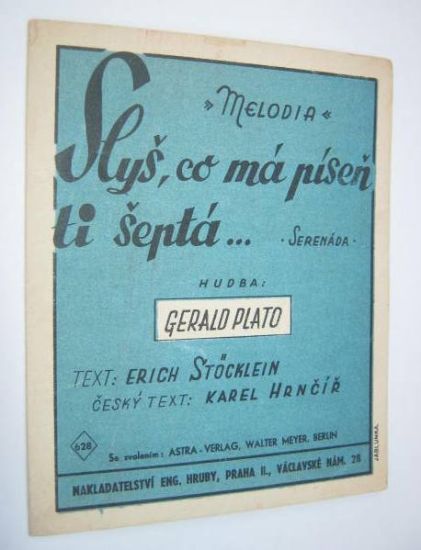 » MELODIA «
Slyš, co má píseň
ti šeptá...
· SERENÁDA ·
HUDBA:
GERALD PLATO
TEXT: ERICH STÖCKLEIN
ČESKÝ TEXT: KAREL HRNČÍŘ
628
Se svolením: ASTRA - VERLAG, WALTER MEYER, BERLIN
JABLUNKA
NAKLADATELSTVÍ ENG. HRUBY, PRAHA II., VÁCLAVSKÉ NÁM. 28